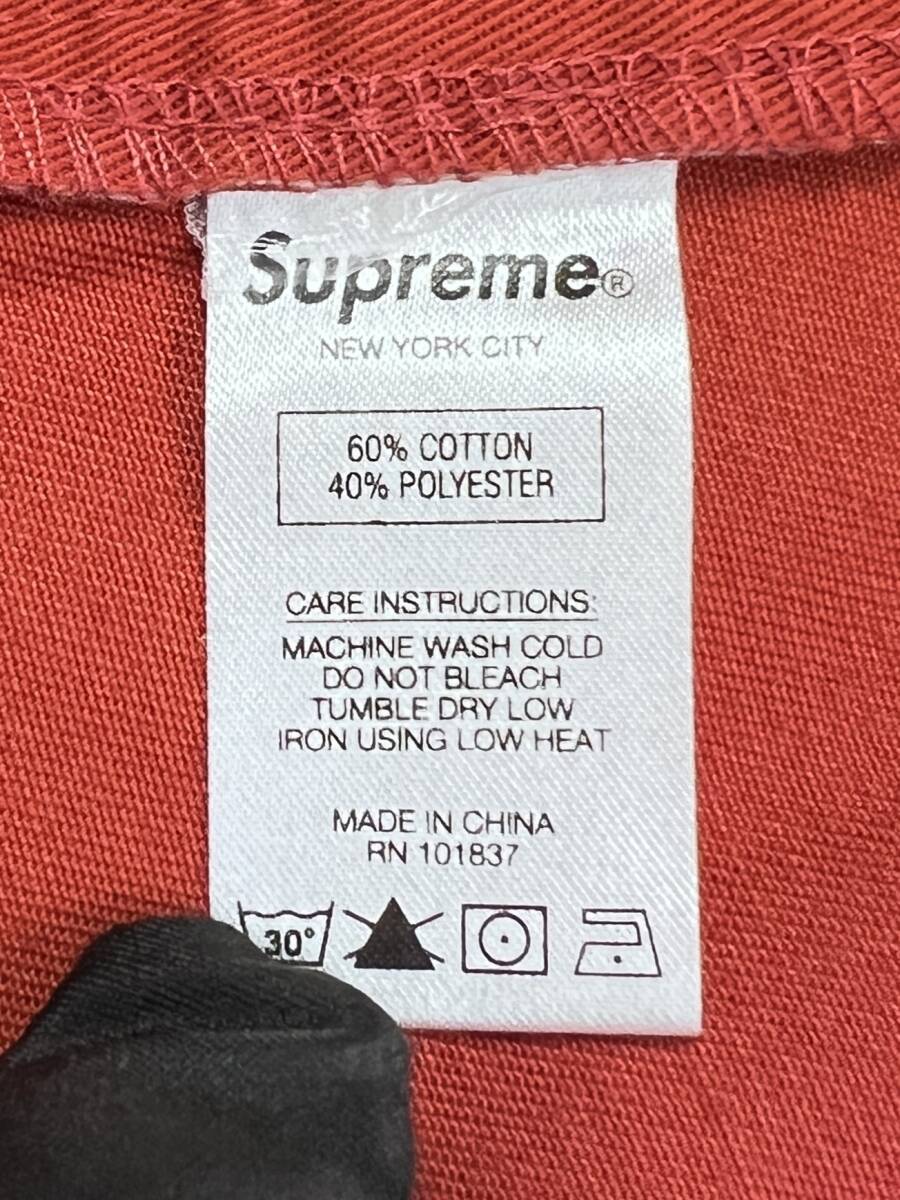 Supreme®
NEW YORK CITY
60% COTTON
40% POLYESTER
CARE INSTRUCTIONS:
MACHINE WASH COLD
DO NOT BLEACH
TUMBLE DRY LOW
IRON USING LOW HEAT
MADE IN CHINA
RN 101837
30°